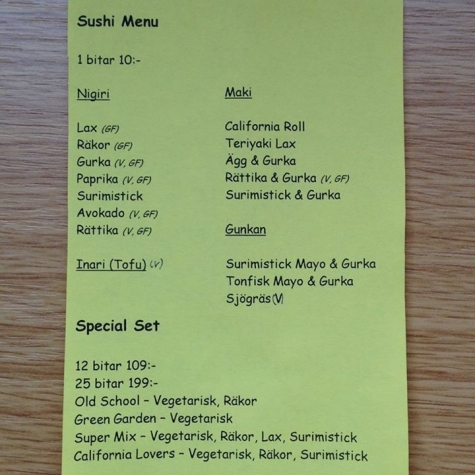 Sushi Menu
1 bitar 10:-
Nigiri
Lax (GF)
Räkor (GF)
Gurka (V, GF)
Paprika (V, GF)
Surimistick
Avokado (V, GF)
Rättika (V, GF)
Inari (Tofu) (V)
Maki
California Roll
Teriyaki Lax
Ägg & Gurka
Rättika & Gurka (V, GF)
Surimistick & Gurka
Gunkan
Surimistick Mayo & Gurka
Tonfisk Mayo & Gurka
Sjögräs (V)
Special Set
12 bitar 109:-
25 bitar 199:-
Old School – Vegetarisk, Räkor
Green Garden – Vegetarisk
Super Mix – Vegetarisk, Räkor, Lax, Surimistick
California Lovers – Vegetarisk, Räkor, Surimistick